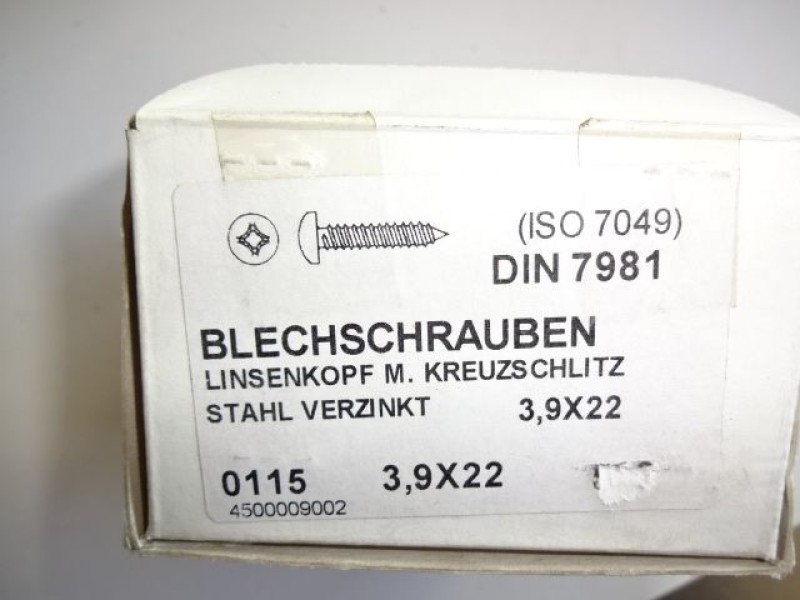 (ISO 7049)
DIN 7981
BLECHSCHRAUBEN
LINSENKOPF M. KREUZSCHLITZ
STAHL VERZINKT 3,9X22
0115 3,9X22
4500009002